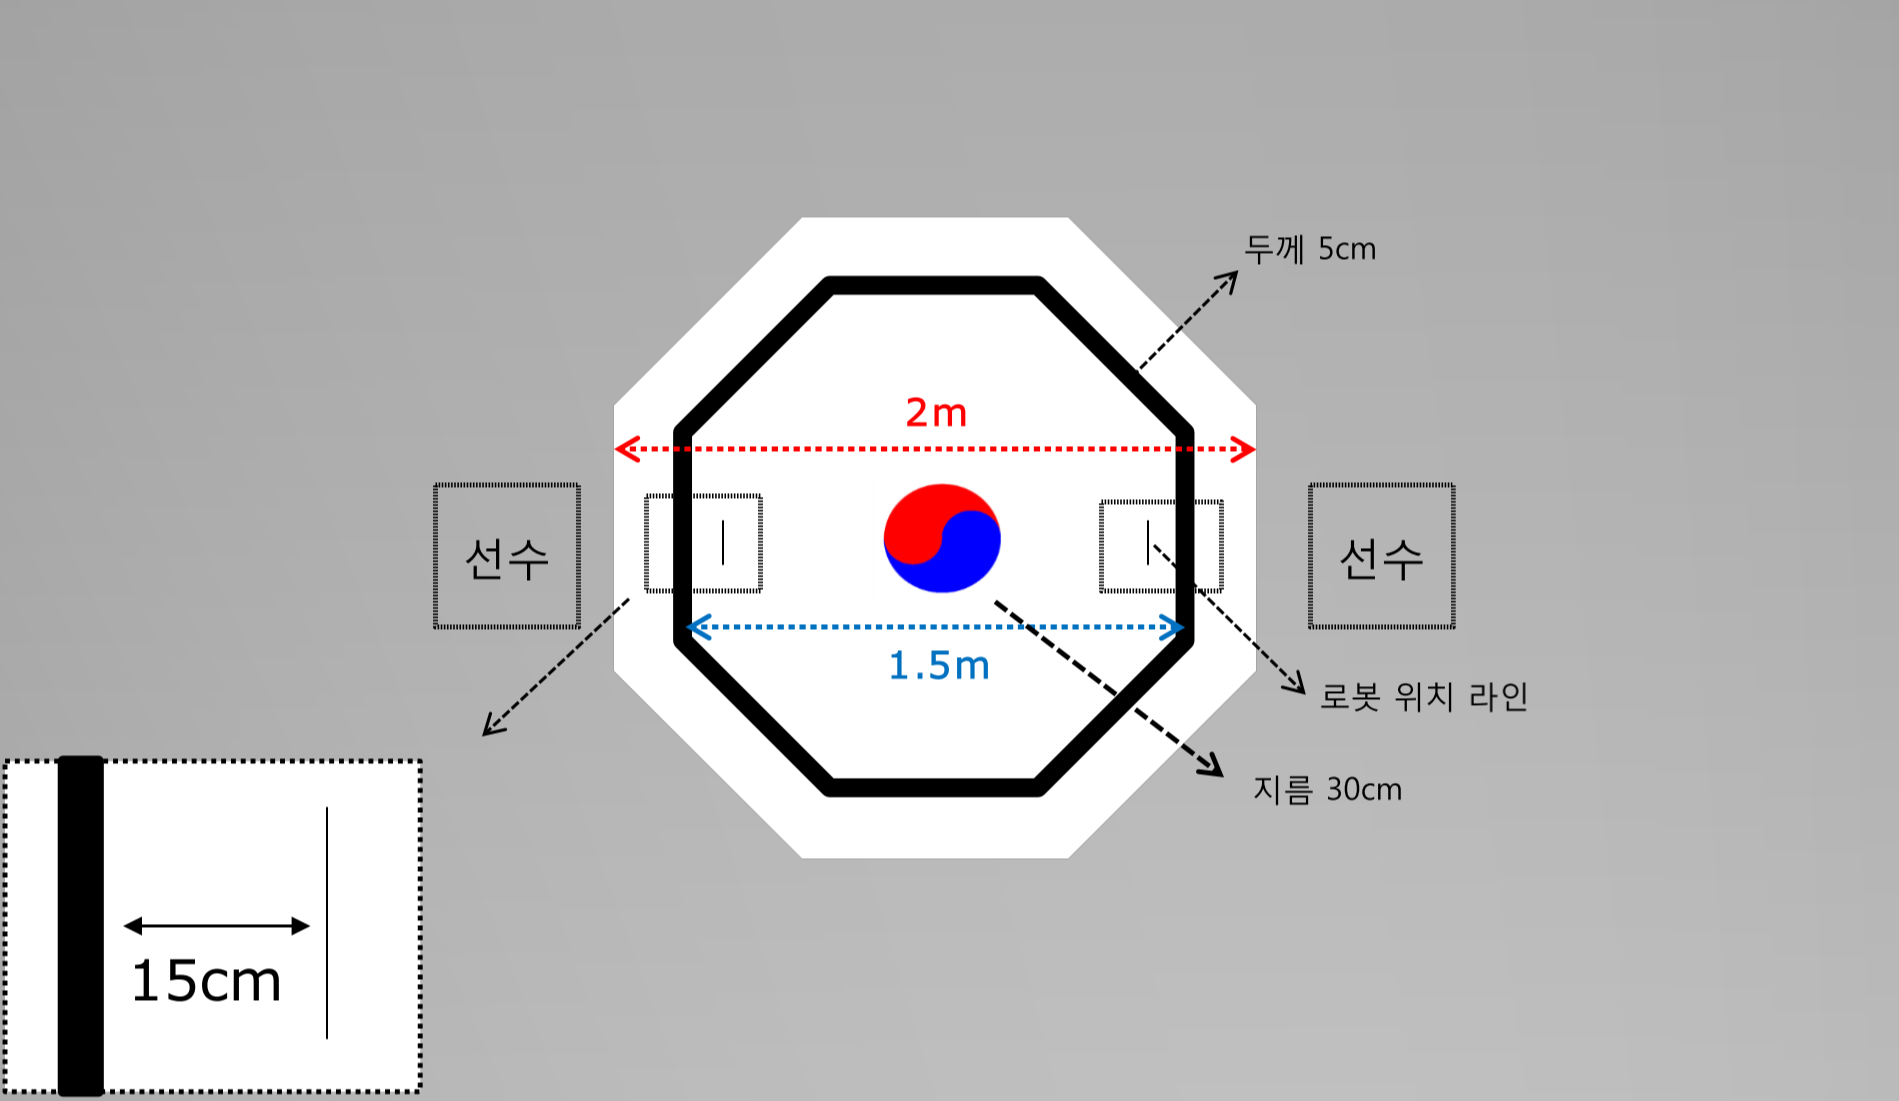 두께 5cm
2m
선수
선수
1.5m
로봇 위치 라인
지름 30cm
15cm